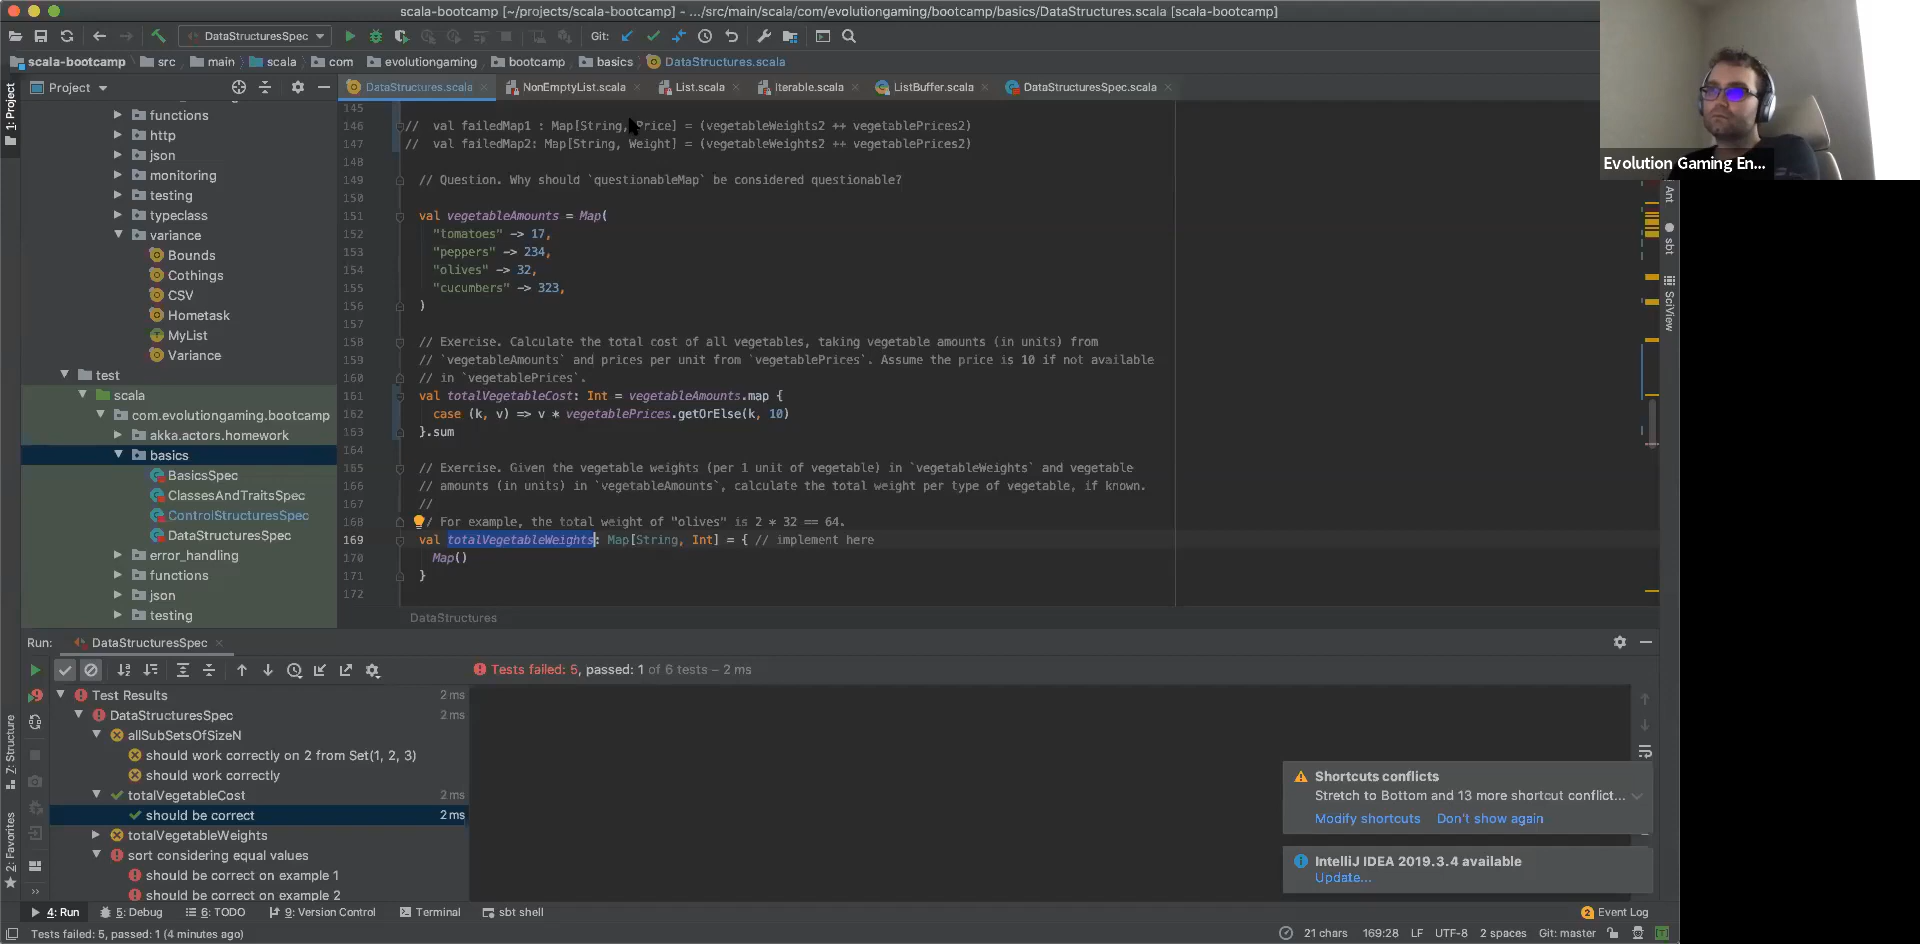 scala-bootcamp [~/projects/scala-bootcamp] - .../src/main/scala/com/evolutiongaming/bootcamp/basics/DataStructures.scala [scala-bootcamp]
DataStructuresSpec
Git:
scala-bootcamp
src
main
scala
com
evolutiongaming
bootcamp
basics
DataStructures.scala
Project
DataStructures.scala
NonEmptyList.scala
List.scala
Iterable.scala
ListBuffer.scala
DataStructuresSpec.scala
1: Project
functions
http
json
monitoring
testing
typeclass
variance
Bounds
Cothings
CSV
Hometask
MyList
Variance
test
scala
com.evolutiongaming.bootcamp
akka.actors.homework
basics
BasicsSpec
ClassesAndTraitsSpec
ControlStructuresSpec
DataStructuresSpec
error_handling
functions
json
testing
145
146 // val failedMap1 : Map[String, Price] = (vegetableWeights2 ++ vegetablePrices2)
147 // val failedMap2: Map[String, Weight] = (vegetableWeights2 ++ vegetablePrices2)
148
149 // Question. Why should `questionableMap` be considered questionable?
150
151 val vegetableAmounts = Map(
152 "tomatoes" -> 17,
153 "peppers" -> 234,
154 "olives" -> 32,
155 "cucumbers" -> 323,
156 )
157
158 // Exercise. Calculate the total cost of all vegetables, taking vegetable amounts (in units) from
159 // `vegetableAmounts` and prices per unit from `vegetablePrices`. Assume the price is 10 if not available
160 // in `vegetablePrices`.
161 val totalVegetableCost: Int = vegetableAmounts.map {
162 case (k, v) => v * vegetablePrices.getOrElse(k, 10)
163 }.sum
164
165 // Exercise. Given the vegetable weights (per 1 unit of vegetable) in `vegetableWeights` and vegetable
166 // amounts (in units) in `vegetableAmounts`, calculate the total weight per type of vegetable, if known.
167 //
168 // For example, the total weight of "olives" is 2 * 32 == 64.
169 val totalVegetableWeights: Map[String, Int] = { // implement here
170 Map()
171 }
172
DataStructures
Evolution Gaming En...
Ant
sbt
SciView
Run:
DataStructuresSpec
Tests failed: 5, passed: 1 of 6 tests – 2 ms
Test Results 2 ms
DataStructuresSpec 2 ms
allSubSetsOfSizeN
should work correctly on 2 from Set(1, 2, 3)
should work correctly
totalVegetableCost 2 ms
should be correct 2 ms
totalVegetableWeights
sort considering equal values
should be correct on example 1
should be correct on example 2
Z: Structure
2: Favorites
Shortcuts conflicts
Stretch to Bottom and 13 more shortcut conflict...
Modify shortcuts Don't show again
IntelliJ IDEA 2019.3.4 available
Update...
4: Run
5: Debug
6: TODO
9: Version Control
Terminal
sbt shell
2 Event Log
Tests failed: 5, passed: 1 (4 minutes ago)
21 chars 169:28 LF UTF-8 2 spaces Git: master